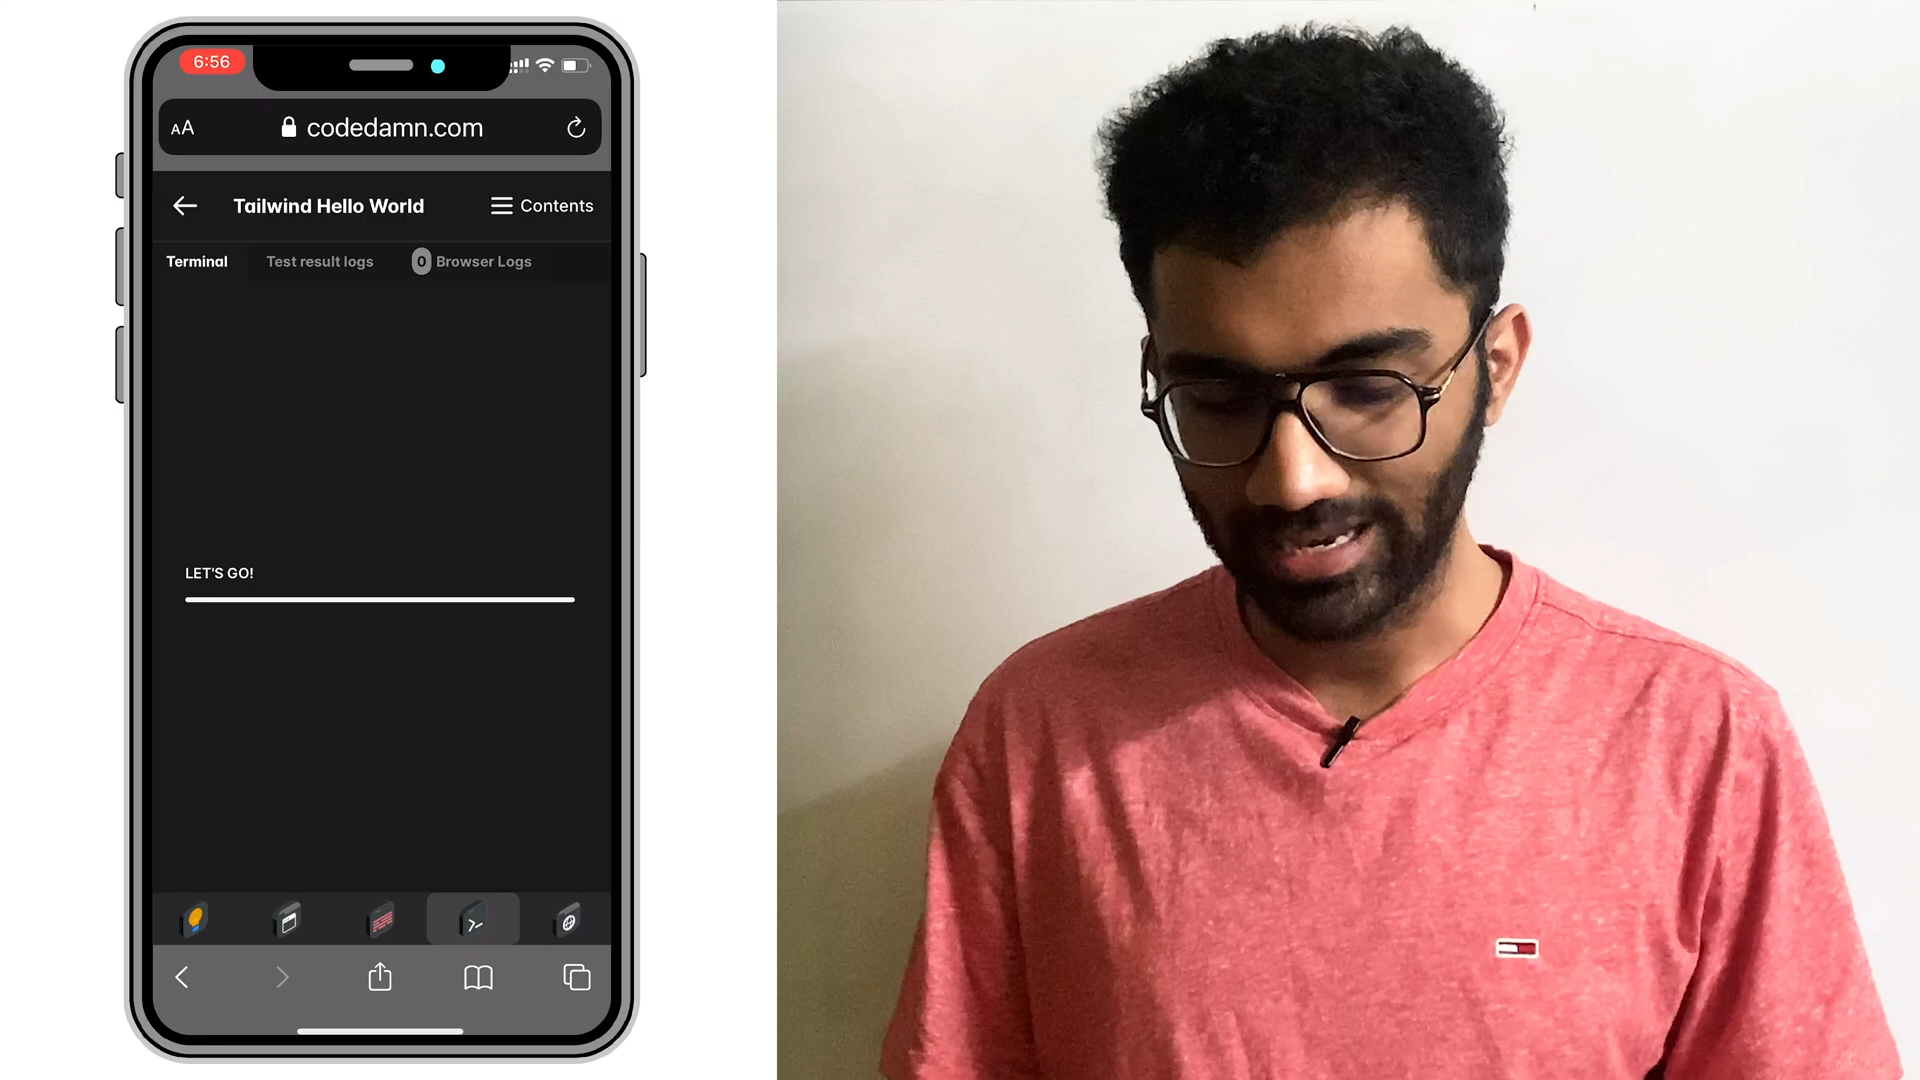 6:56
AA codedamn.com
Tailwind Hello World Contents
Terminal Test result logs 0 Browser Logs
LET'S GO!